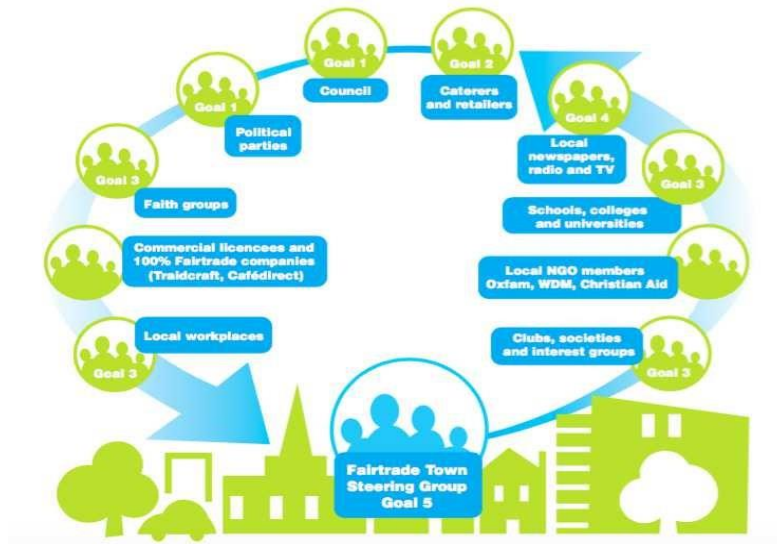 Goal 1
Council
Goal 2
Caterers
and retailers
Goal 1
Political
parties
Goal 4
Local
newspapers,
radio and TV
Goal 3
Faith groups
Goal 3
Schools, colleges
and universities
Commercial licencees and
100% Fairtrade companies
(Traidcraft, Cafédirect)
Local NGO members
Oxfam, WDM, Christian Aid
Goal 3
Local workplaces
Clubs, societies
and interest groups
Goal 3
Fairtrade Town
Steering Group
Goal 5